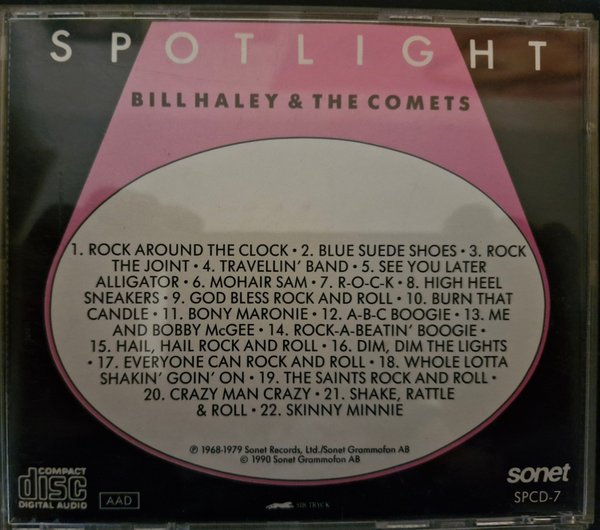 SPOTLIGHT
BILL HALEY & THE COMETS
1. ROCK AROUND THE CLOCK • 2. BLUE SUEDE SHOES • 3. ROCK
THE JOINT • 4. TRAVELLIN' BAND • 5. SEE YOU LATER
ALLIGATOR • 6. MOHAIR SAM • 7. R-O-C-K • 8. HIGH HEEL
SNEAKERS • 9. GOD BLESS ROCK AND ROLL • 10. BURN THAT
CANDLE • 11. BONY MARONIE • 12. A-B-C BOOGIE • 13. ME
AND BOBBY McGEE • 14. ROCK-A-BEATIN' BOOGIE •
15. HAIL, HAIL ROCK AND ROLL • 16. DIM, DIM THE LIGHTS
• 17. EVERYONE CAN ROCK AND ROLL • 18. WHOLE LOTTA
SHAKIN' GOIN' ON • 19. THE SAINTS ROCK AND ROLL •
20. CRAZY MAN CRAZY • 21. SHAKE, RATTLE
& ROLL • 22. SKINNY MINNIE
℗ 1968-1979 Sonet Records, Ltd./Sonet Grammofon AB
© 1990 Sonet Grammofon AB
COMPACT
disc
DIGITAL AUDIO
AAD
sonet
SPCD-7